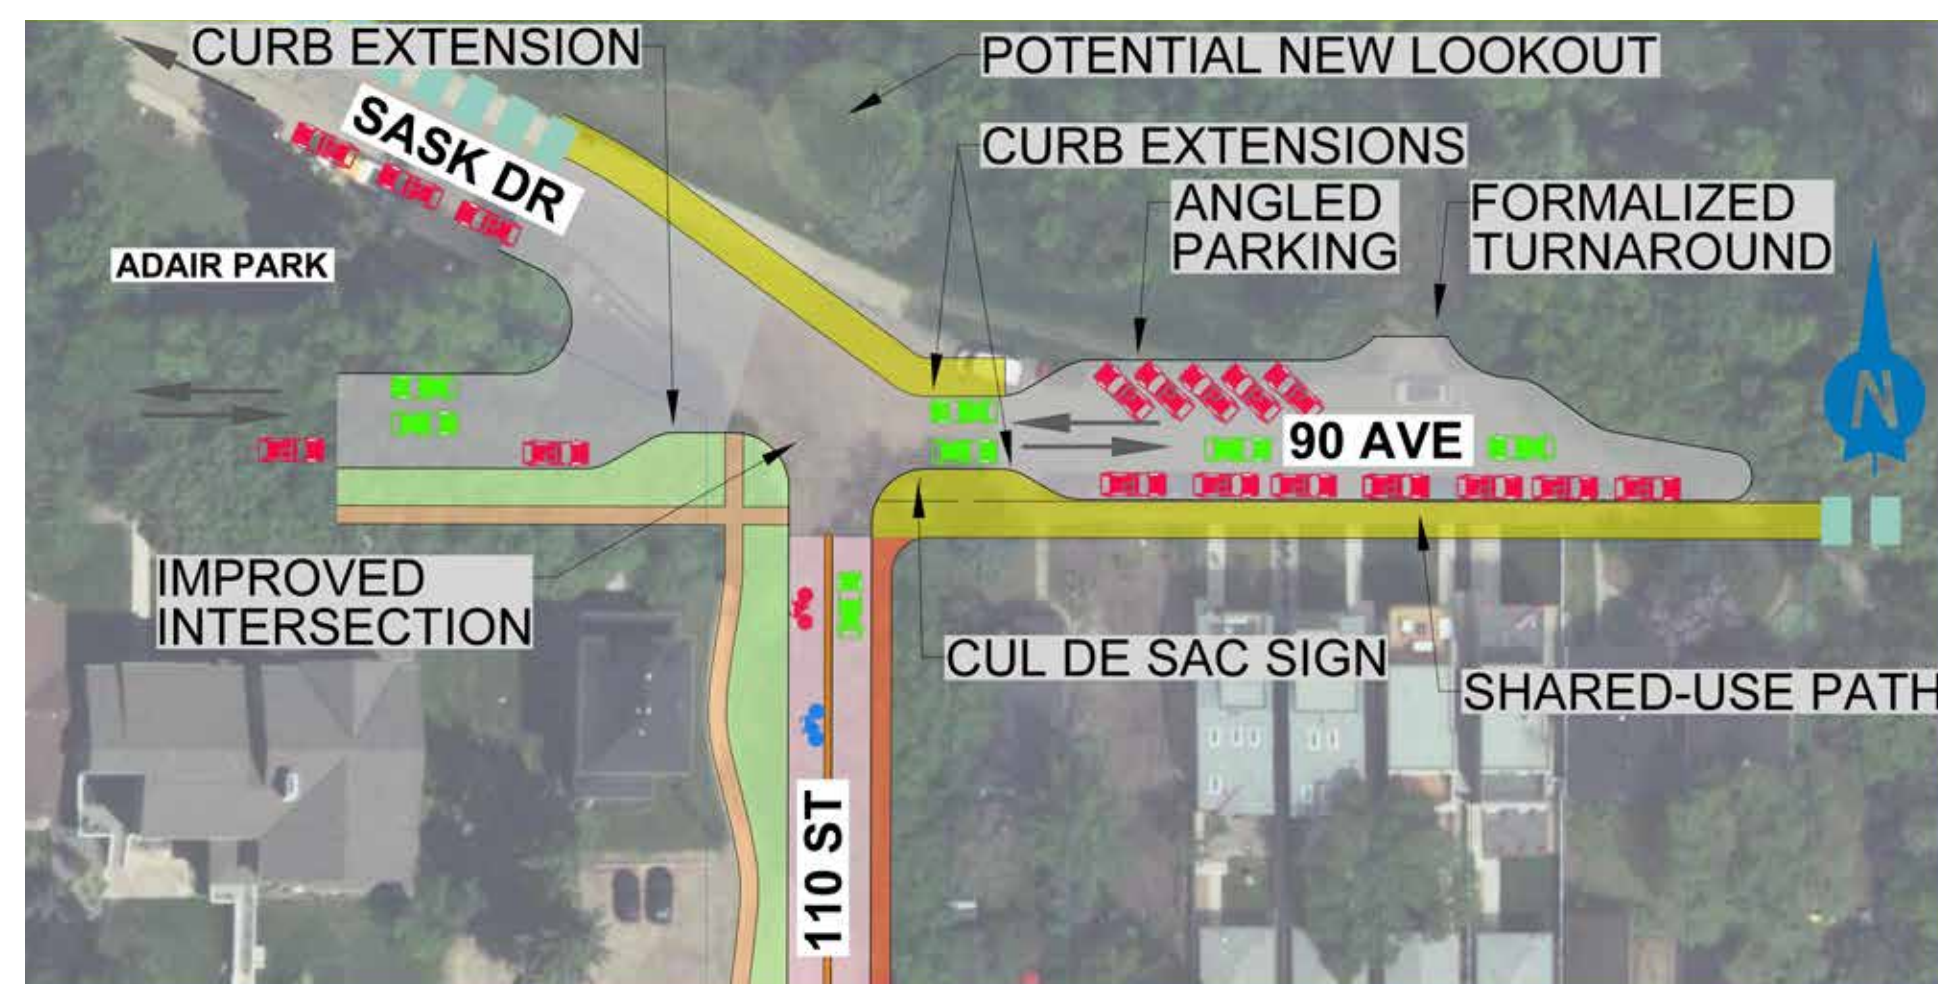 CURB EXTENSION
POTENTIAL NEW LOOKOUT
SASK DR
CURB EXTENSIONS
ANGLED
PARKING
FORMALIZED
TURNAROUND
ADAIR PARK
N
90 AVE
IMPROVED
INTERSECTION
CUL DE SAC SIGN
SHARED-USE PATH
110 ST